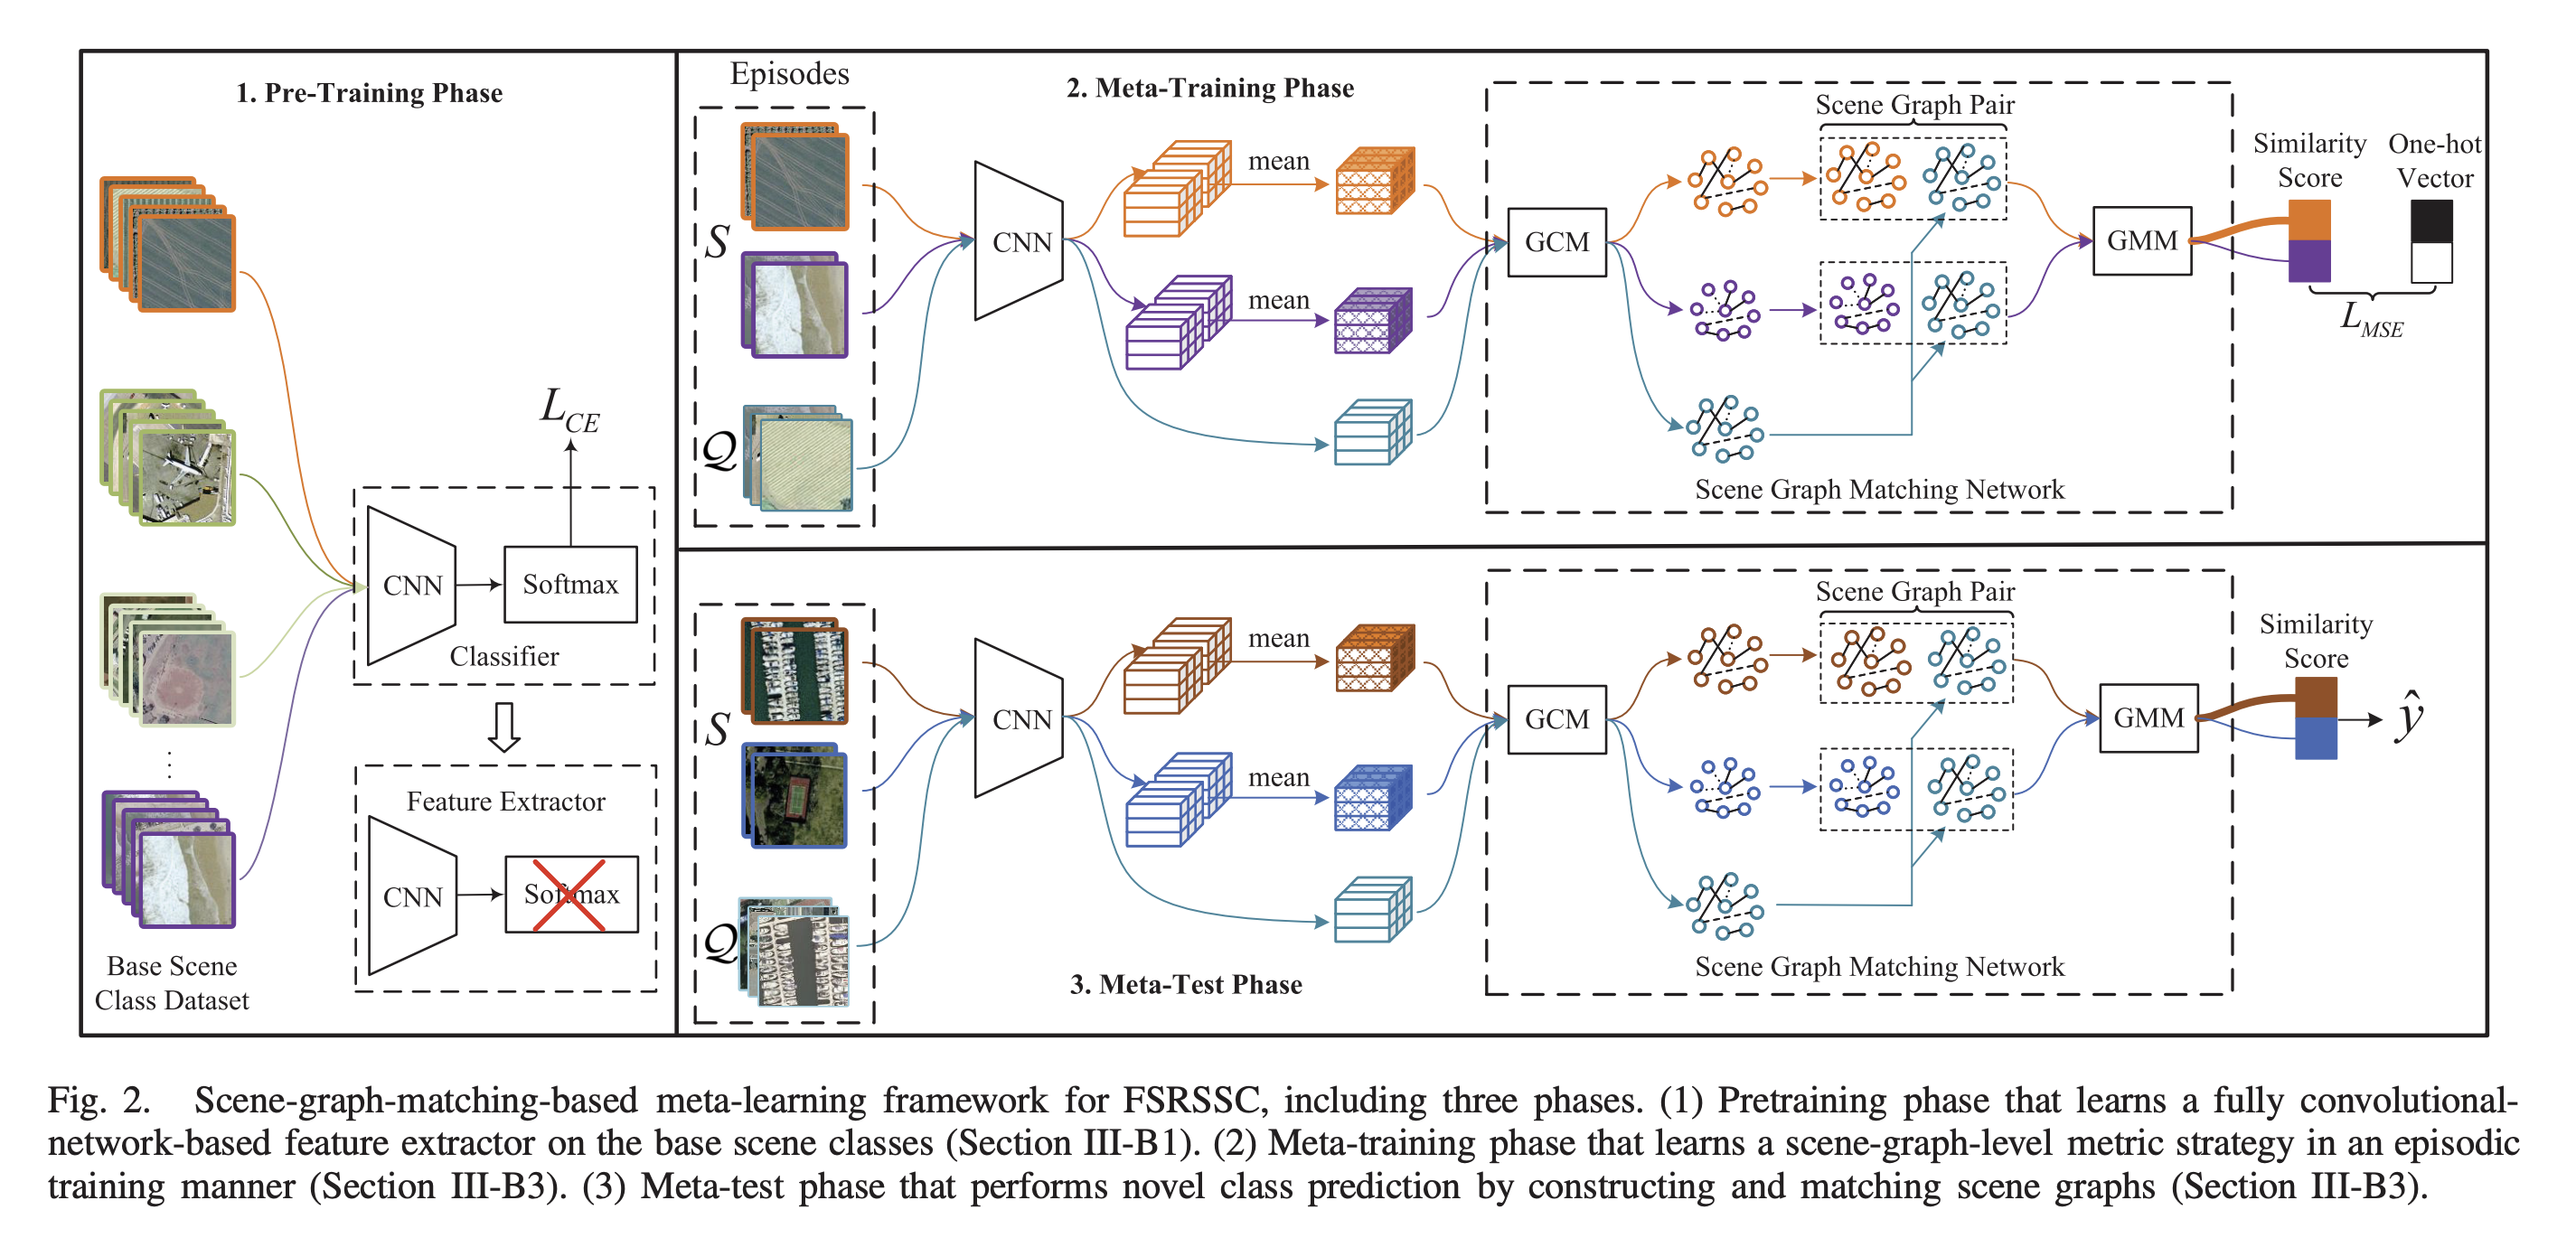 1. Pre-Training Phase
L_CE
CNN
Softmax
Classifier
Feature Extractor
CNN
Softmax
⋮
Base Scene
Class Dataset
Episodes
2. Meta-Training Phase
S
Q
CNN
mean
mean
GCM
Scene Graph Pair
GMM
Scene Graph Matching Network
Similarity
Score
One-hot
Vector
L_MSE
S
Q
CNN
mean
mean
3. Meta-Test Phase
GCM
Scene Graph Pair
GMM
Scene Graph Matching Network
Similarity
Score
ŷ
Fig. 2. Scene-graph-matching-based meta-learning framework for FSRSSC, including three phases. (1) Pretraining phase that learns a fully convolutional-
network-based feature extractor on the base scene classes (Section III-B1). (2) Meta-training phase that learns a scene-graph-level metric strategy in an episodic
training manner (Section III-B3). (3) Meta-test phase that performs novel class prediction by constructing and matching scene graphs (Section III-B3).